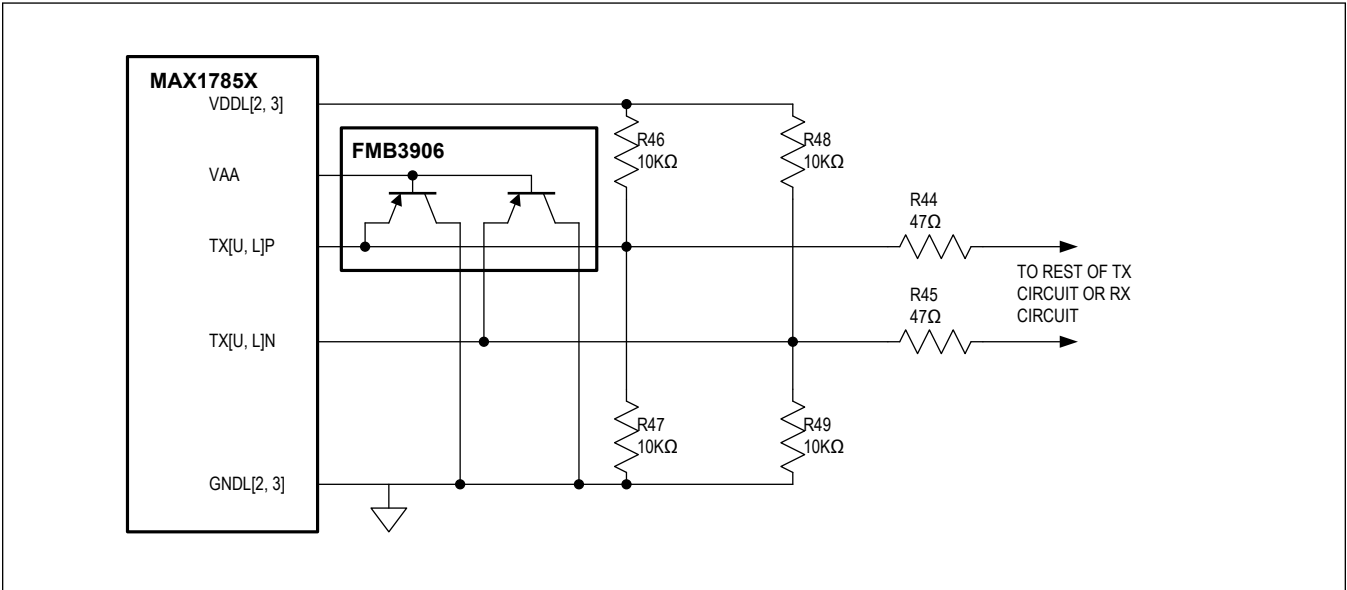 MAX1785X
VDDL[2, 3]
FMB3906
R46
10KΩ
R48
10KΩ
VAA
R44
47Ω
TX[U, L]P
TO REST OF TX
CIRCUIT OR RX
CIRCUIT
R45
47Ω
TX[U, L]N
R47
10KΩ
R49
10KΩ
GNDL[2, 3]